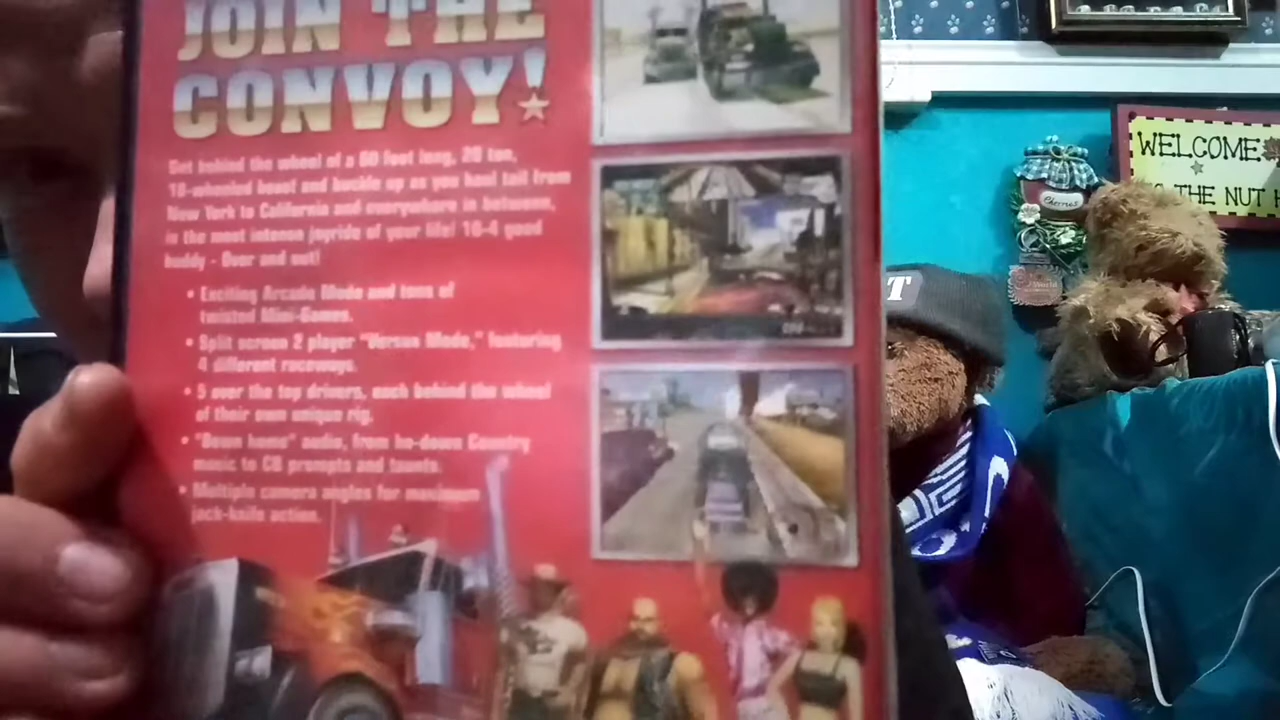 JOIN THE
CONVOY!
Get behind the wheel of a 60 foot long, 20 ton,
18-wheeled beast and buckle up as you haul tail from
New York to California and everywhere in between,
in the most intense joyride of your life! 10-4 good
buddy - Over and out!
• Exciting Arcade Mode and tons of
twisted Mini-Games.
• Split screen 2 player "Versus Mode," featuring
4 different raceways.
• 5 over the top drivers, each behind the wheel
of their own unique rig.
• "Down home" audio, from ho-down Country
music to CB prompts and taunts.
• Multiple camera angles for maximum
jack-knife action.
T
WELCOME
THE NUT